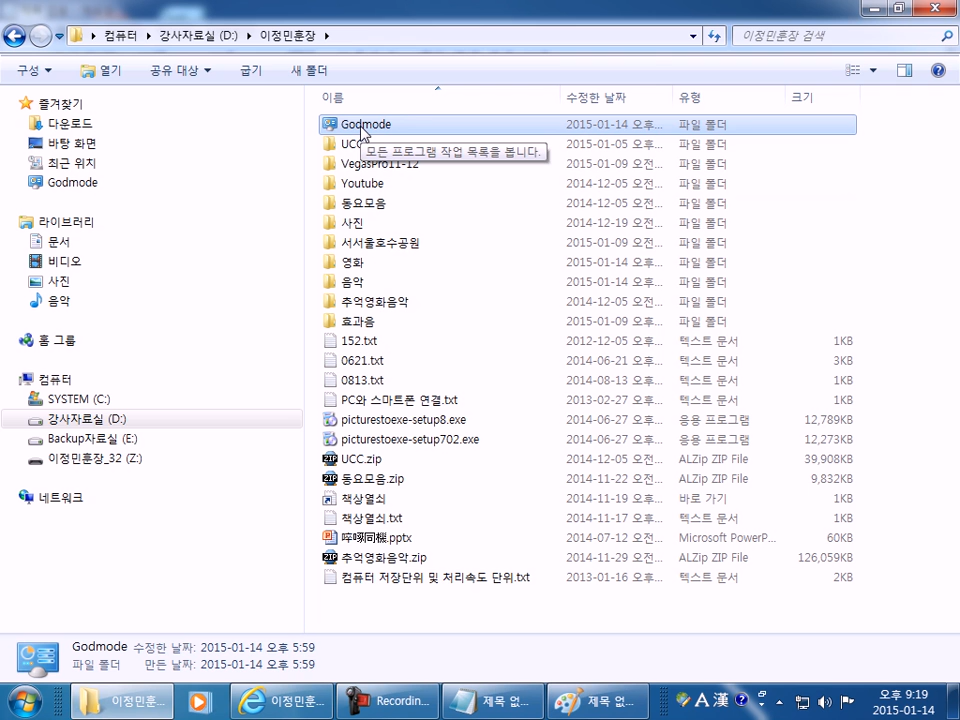 컴퓨터 ▸ 강사자료실 (D:) ▸ 이정민훈장 ▸
이정민훈장 검색
구성 열기 공유 대상 굽기 새 폴더
이름 수정한 날짜 유형 크기
즐겨찾기
다운로드
바탕 화면
최근 위치
Godmode
라이브러리
문서
비디오
사진
음악
홈 그룹
컴퓨터
SYSTEM (C:)
강사자료실 (D:)
Backup자료실 (E:)
이정민훈장_32 (Z:)
네트워크
Godmode 2015-01-14 오후... 파일 폴더
모든 프로그램 작업 목록을 봅니다.
UCC 2015-01-05 오후... 파일 폴더
VegasPro11-12 2015-01-09 오전... 파일 폴더
Youtube 2014-12-05 오전... 파일 폴더
동요모음 2014-12-05 오전... 파일 폴더
사진 2014-12-19 오전... 파일 폴더
서서울호수공원 2015-01-09 오전... 파일 폴더
영화 2015-01-14 오전... 파일 폴더
음악 2015-01-14 오전... 파일 폴더
추억영화음악 2014-12-05 오전... 파일 폴더
효과음 2015-01-09 오전... 파일 폴더
152.txt 2012-12-05 오후... 텍스트 문서 1KB
0621.txt 2014-06-21 오후... 텍스트 문서 3KB
0813.txt 2014-08-13 오후... 텍스트 문서 1KB
PC와 스마트폰 연결.txt 2013-02-27 오후... 텍스트 문서 1KB
picturestoexe-setup8.exe 2014-06-27 오후... 응용 프로그램 12,789KB
picturestoexe-setup702.exe 2014-06-27 오후... 응용 프로그램 12,273KB
UCC.zip 2014-12-05 오전... ALZip ZIP File 39,908KB
동요모음.zip 2014-11-22 오전... ALZip ZIP File 9,832KB
책상열쇠 2014-11-19 오후... 바로 가기 1KB
책상열쇠.txt 2014-11-17 오전... 텍스트 문서 1KB
啐啄同機.pptx 2014-07-12 오전... Microsoft PowerP... 60KB
추억영화음악.zip 2014-11-29 오전... ALZip ZIP File 126,059KB
컴퓨터 저장단위 및 처리속도 단위.txt 2013-01-16 오후... 텍스트 문서 2KB
Godmode 수정한 날짜: 2015-01-14 오후 5:59
파일 폴더 만든 날짜: 2015-01-14 오후 5:59
이정민훈... 이정민훈... Recordin... 제목 없... 제목 없... A 漢
오후 9:19
2015-01-14